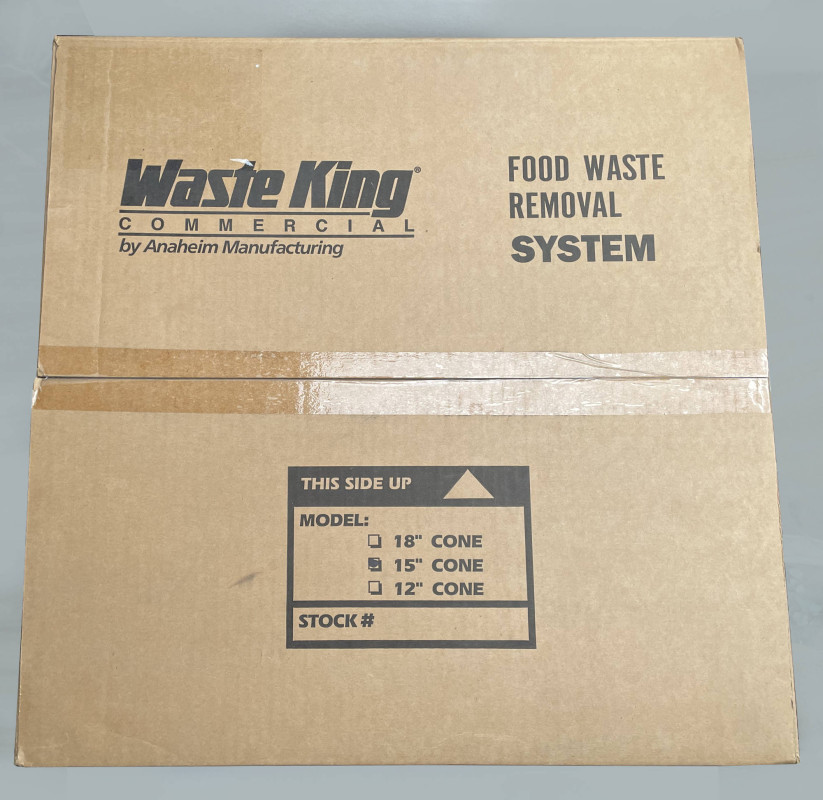 Waste King®
COMMERCIAL
by Anaheim Manufacturing
FOOD WASTE
REMOVAL
SYSTEM
THIS SIDE UP
MODEL:
18" CONE
15" CONE
12" CONE
STOCK #